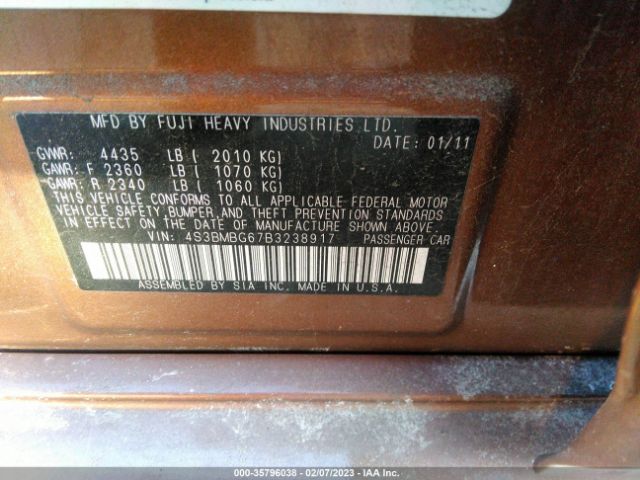 MFD BY FUJI HEAVY INDUSTRIES LTD.
DATE: 01/11
GVWR: 4435 LB ( 2010 KG)
GAWR: F 2360 LB ( 1070 KG)
GAWR: R 2340 LB ( 1060 KG)
THIS VEHICLE CONFORMS TO ALL APPLICABLE FEDERAL MOTOR
VEHICLE SAFETY,BUMPER,AND THEFT PREVENTION STANDARDS
IN EFFECT ON THE DATE OF MANUFACTURE SHOWN ABOVE.
VIN: 4S3BMBG67B3238917 PASSENGER CAR
ASSEMBLED BY SIA INC. MADE IN U.S.A.
000-35796038 - 02/07/2023 - IAA Inc.